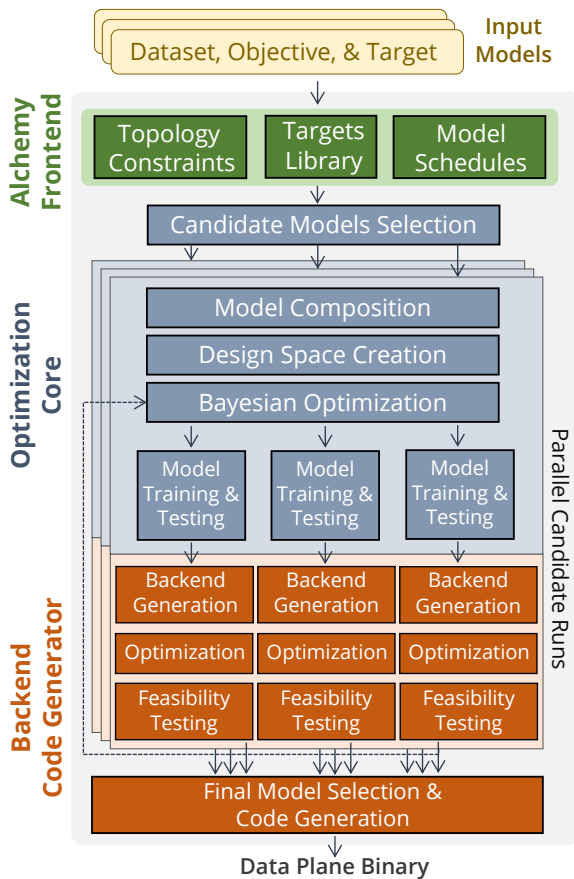 Dataset, Objective, & Target
Input
Models
Alchemy
Frontend
Topology
Constraints
Targets
Library
Model
Schedules
Candidate Models Selection
Optimization
Core
Model Composition
Design Space Creation
Bayesian Optimization
Model
Training &
Testing
Model
Training &
Testing
Model
Training &
Testing
Parallel Candidate Runs
Backend
Code Generator
Backend
Generation
Backend
Generation
Backend
Generation
Optimization
Optimization
Optimization
Feasibility
Testing
Feasibility
Testing
Feasibility
Testing
Final Model Selection &
Code Generation
Data Plane Binary